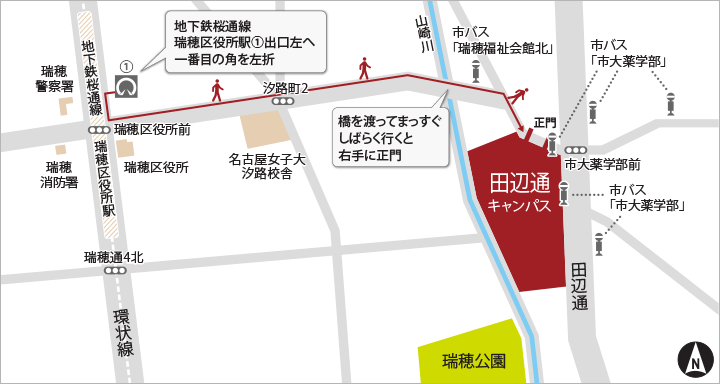 地下鉄桜通線
瑞穂区役所駅①出口左へ
一番目の角を左折
①
瑞穂
警察署
地下鉄桜通線
瑞穂区役所駅
瑞穂区役所前
瑞穂
消防署
瑞穂区役所
汐路町2
名古屋女子大
汐路校舎
山崎川
市バス
「瑞穂福祉会館北」
市バス
「市大薬学部」
橋を渡ってまっすぐ
しばらく行くと
右手に正門
正門
市大薬学部前
田辺通
キャンパス
市バス
「市大薬学部」
市バス
「市大薬学部」
瑞穂通4北
環状線
田辺通
瑞穂公園
N